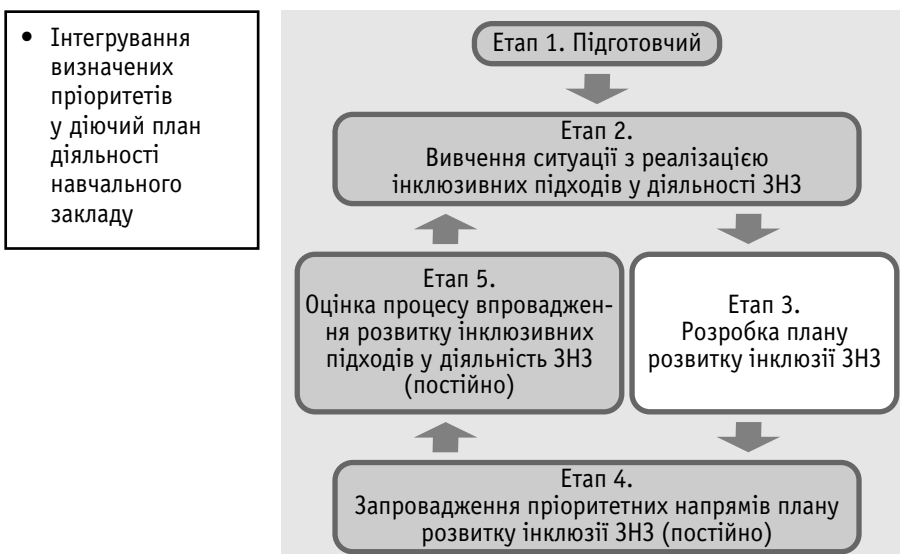 • Інтегрування
визначених
пріоритетів
у діючий план
діяльності
навчального
закладу
Етап 1. Підготовчий
Етап 2.
Вивчення ситуації з реалізацією
інклюзивних підходів у діяльності ЗНЗ
Етап 5.
Оцінка процесу впроваджен-
ня розвитку інклюзивних
підходів у діяльність ЗНЗ
(постійно)
Етап 3.
Розробка плану
розвитку інклюзії ЗНЗ
Етап 4.
Запровадження пріоритетних напрямів плану
розвитку інклюзії ЗНЗ (постійно)